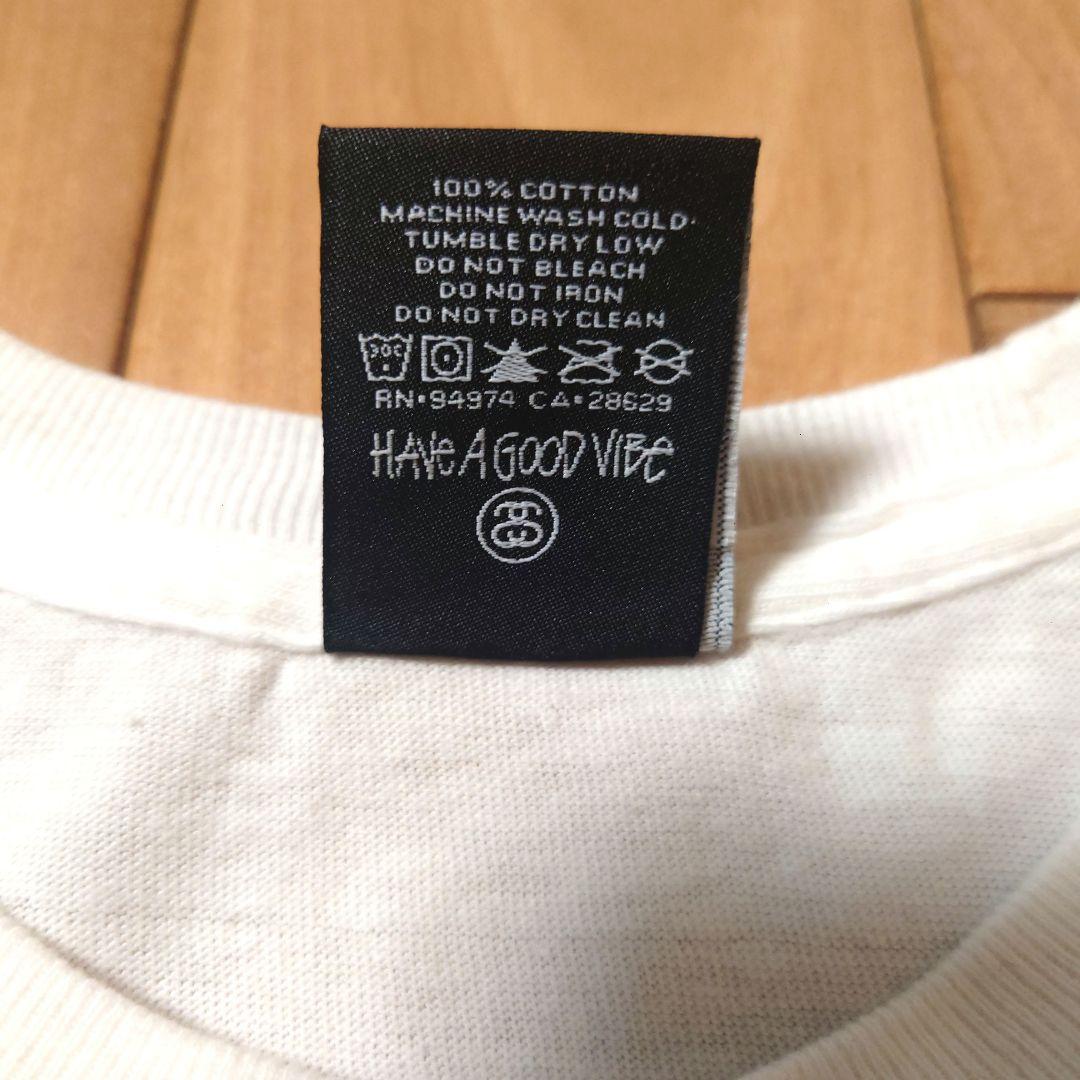 100% COTTON
MACHINE WASH COLD
TUMBLE DRY LOW
DO NOT BLEACH
DO NOT IRON
DO NOT DRY CLEAN
30C
RN•94974 CA•28629
HAVE A GOOD VIBE